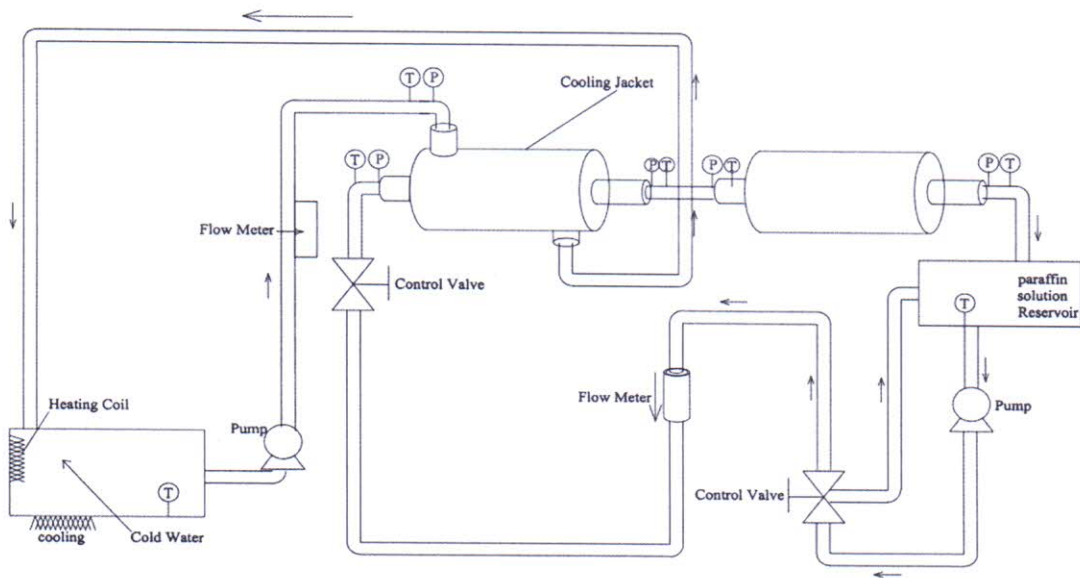 T P
Cooling Jacket
T P
P T
P T
P T
Flow Meter
Control Valve
paraffin
solution
Reservoir
T
Flow Meter
Heating Coil
Pump
Pump
Control Valve
T
cooling
Cold Water